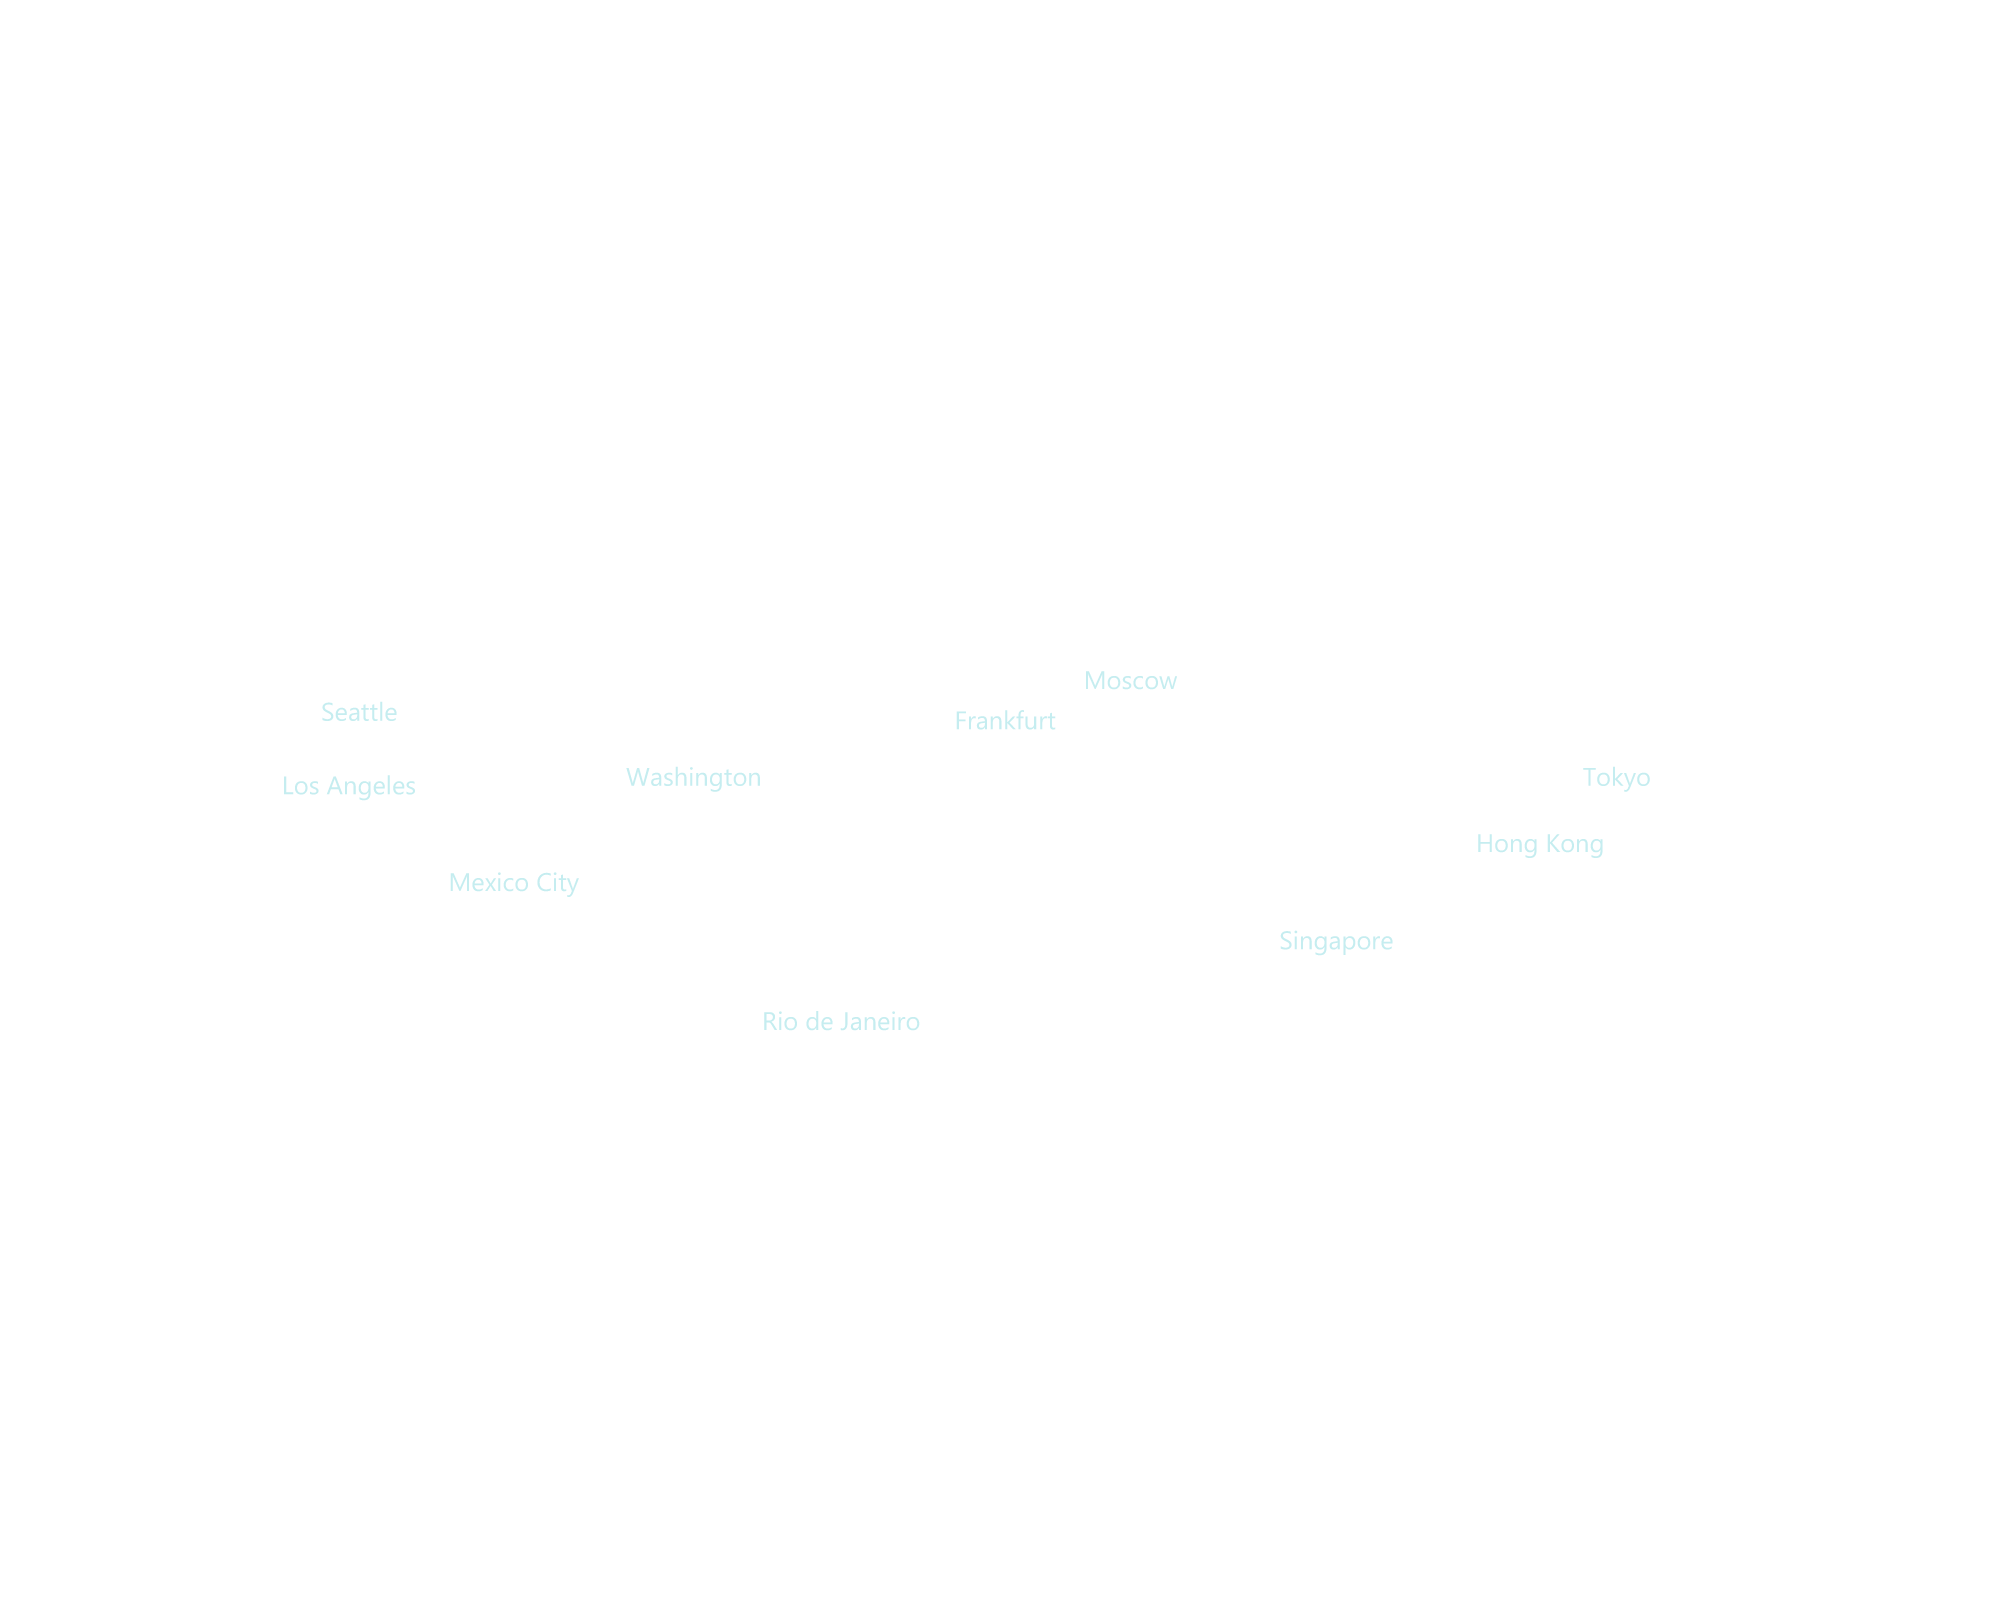 Moscow
Seattle
Frankfurt
Los Angeles
Washington
Tokyo
Hong Kong
Mexico City
Singapore
Rio de Janeiro